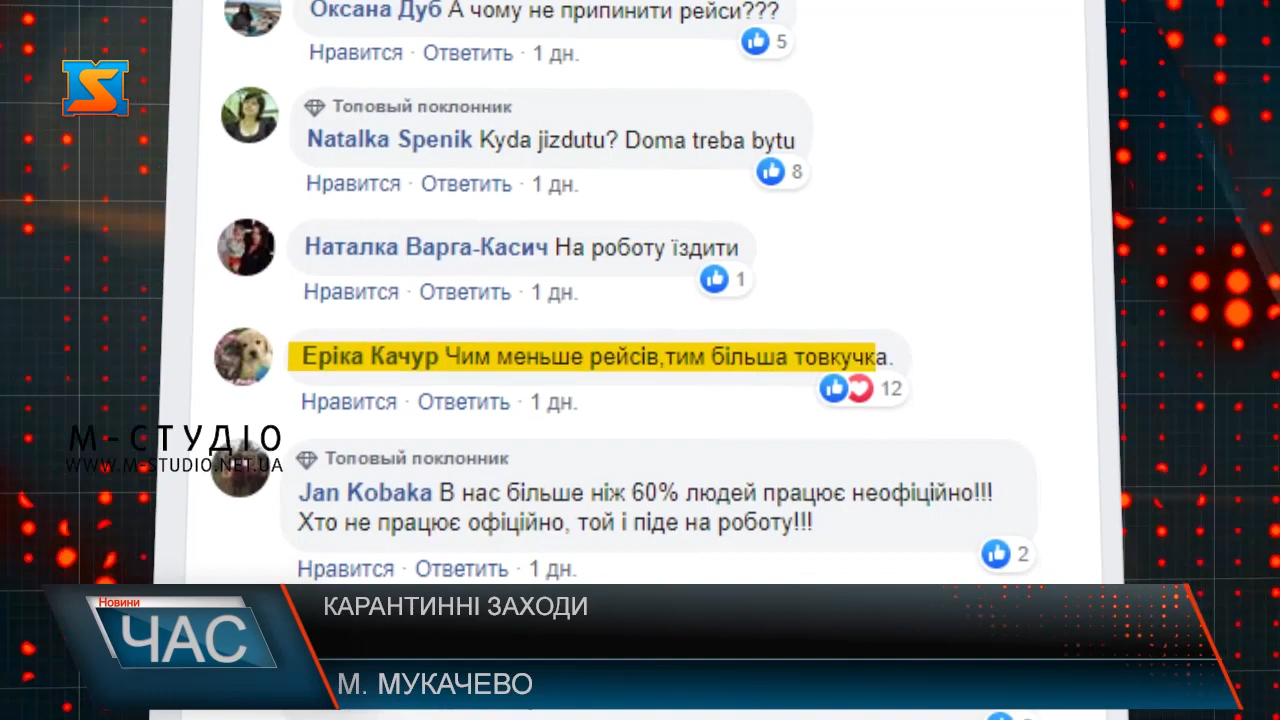 Оксана Дуб А чому не припинити рейси???
5
Нравится · Ответить · 1 дн.
Топовый поклонник
Natalka Spenik Kyda jizdutu? Doma treba bytu
8
Нравится · Ответить · 1 дн.
Наталка Варга-Касич На роботу їздити
1
Нравится · Ответить · 1 дн.
Еріка Качур Чим меньше рейсів,тим більша товкучка.
12
Нравится · Ответить · 1 дн.
М-СТУДІО
WWW.M-STUDIO.NET.UA
Топовый поклонник
Jan Kobaka В нас більше ніж 60% людей працює неофіційно!!!
Хто не працює офіційно, той і піде на роботу!!!
2
Нравится · Ответить · 1 дн.
Новини
ЧАС
КАРАНТИННІ ЗАХОДИ
М. МУКАЧЕВО